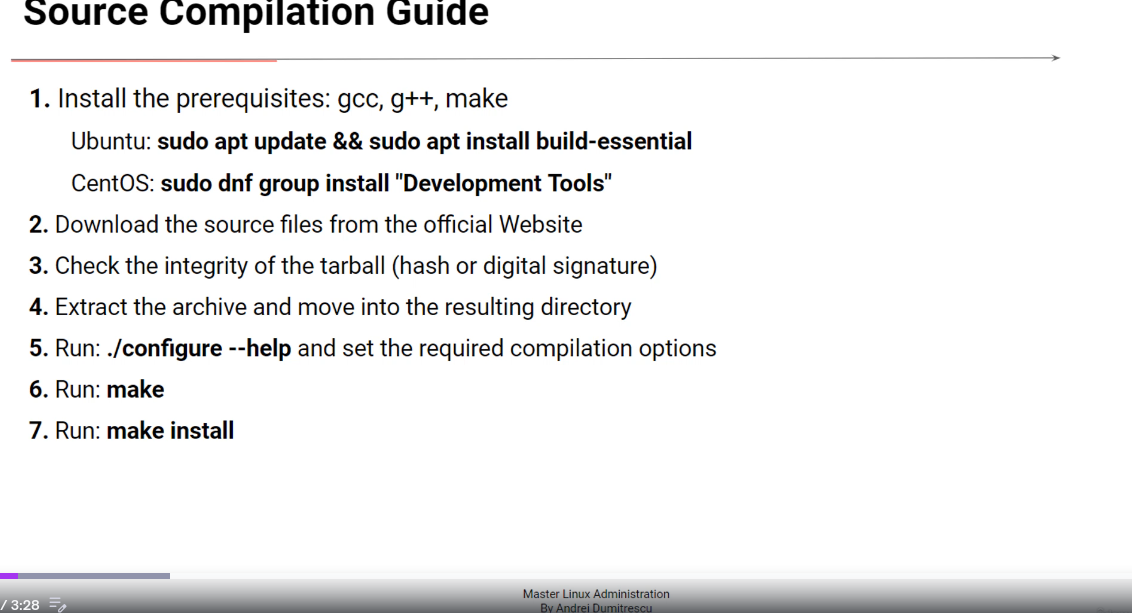 Source Compilation Guide
1. Install the prerequisites: gcc, g++, make
Ubuntu: sudo apt update && sudo apt install build-essential
CentOS: sudo dnf group install "Development Tools"
2. Download the source files from the official Website
3. Check the integrity of the tarball (hash or digital signature)
4. Extract the archive and move into the resulting directory
5. Run: ./configure --help and set the required compilation options
6. Run: make
7. Run: make install
Master Linux Administration
/ 3:28
By Andrei Dumitrescu